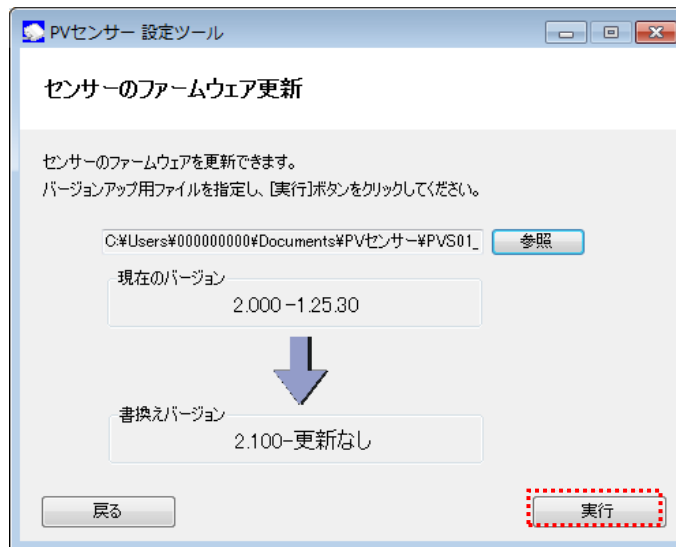 PVセンサー 設定ツール
センサーのファームウェア更新
センサーのファームウェアを更新できます。
バージョンアップ用ファイルを指定し、[実行]ボタンをクリックしてください。
C:¥Users¥000000000¥Documents¥PVセンサー¥PVS01_
参照
現在のバージョン
2.000-1.25.30
書換えバージョン
2.100-更新なし
戻る
実行